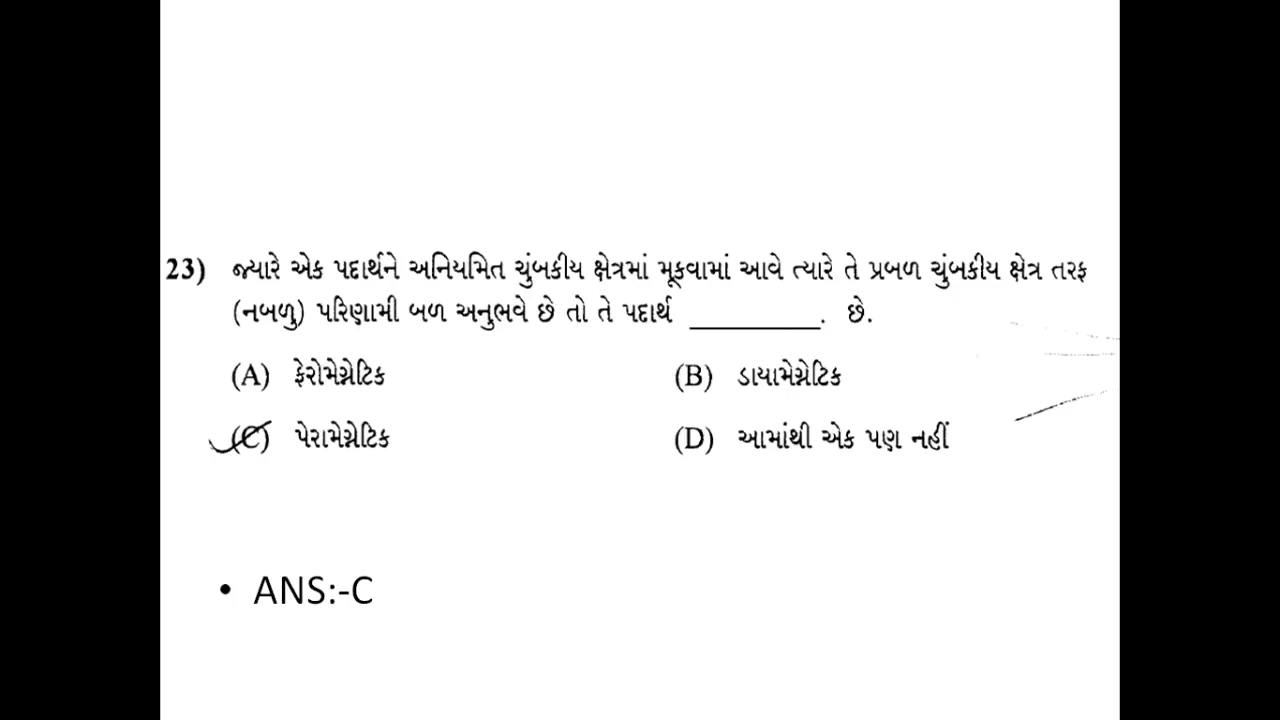 23) જ્યારે એક પદાર્થને અનિયમિત ચુંબકીય ક્ષેત્રમાં મૂકવામાં આવે ત્યારે તે પ્રબળ ચુંબકીય ક્ષેત્ર તરફ
(નબળુ) પરિણામી બળ અનુભવે છે તો તે પદાર્થ __________. છે.
(A) ફેરોમેગ્નેટિક (B) ડાયામેગ્નેટિક
(C) પેરામેગ્નેટિક (D) આમાંથી એક પણ નહીં
• ANS:-C